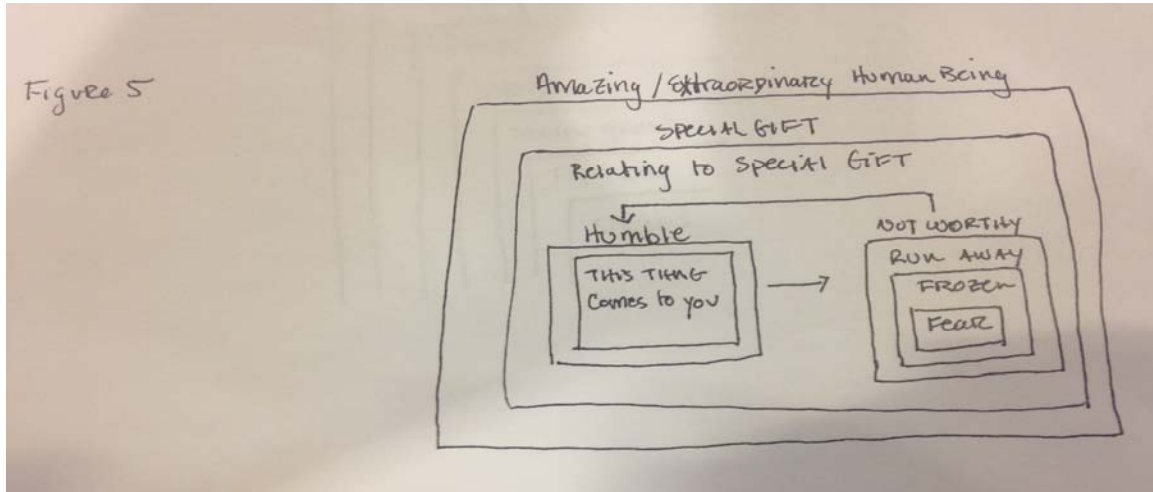 Figure 5
Amazing / Extraordinary Human Being
SPECIAL GIFT
Relating to Special GIFT
Humble
NOT WORTHY
THIS THING
Comes to you
RUN AWAY
FROZEN
Fear